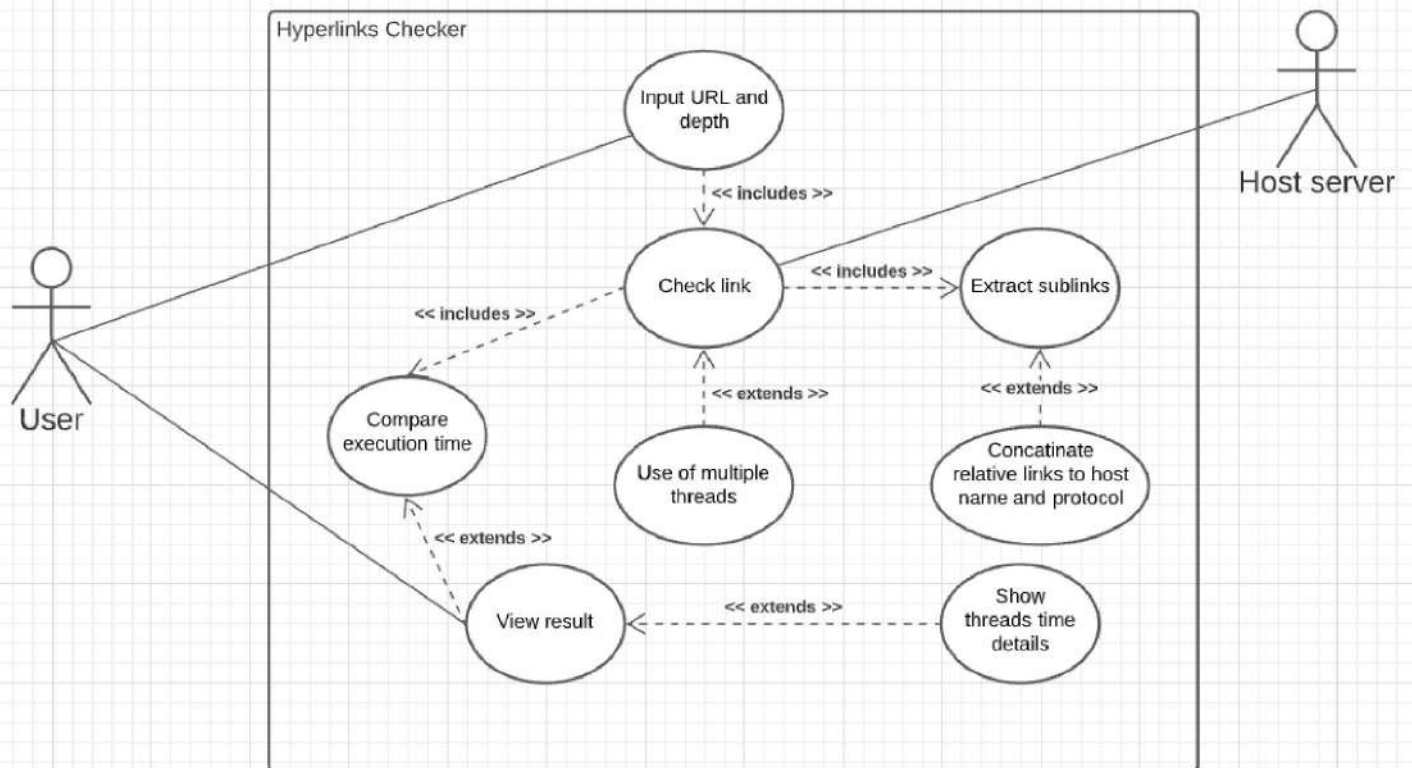 Hyperlinks Checker
Input URL and
depth
<< includes >>
Host server
Check link
<< includes >>
Extract sublinks
<< includes >>
User
Compare
execution time
<< extends >>
<< extends >>
Use of multiple
threads
Concatinate
relative links to host
name and protocol
<< extends >>
View result
<< extends >>
Show
threads time
details